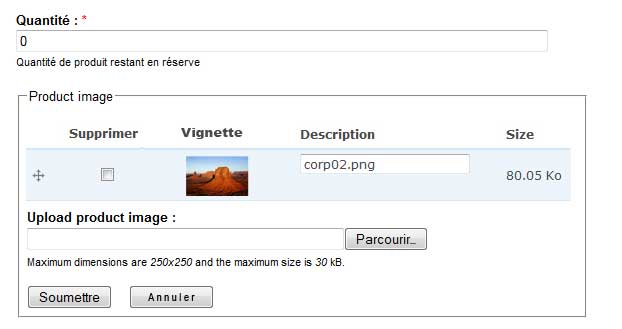 Quantité : *
0
Quantité de produit restant en réserve
Product image
Supprimer Vignette Description Size
corp02.png 80.05 Ko
Upload product image :
Parcourir...
Maximum dimensions are 250x250 and the maximum size is 30 kB.
Soumettre Annuler